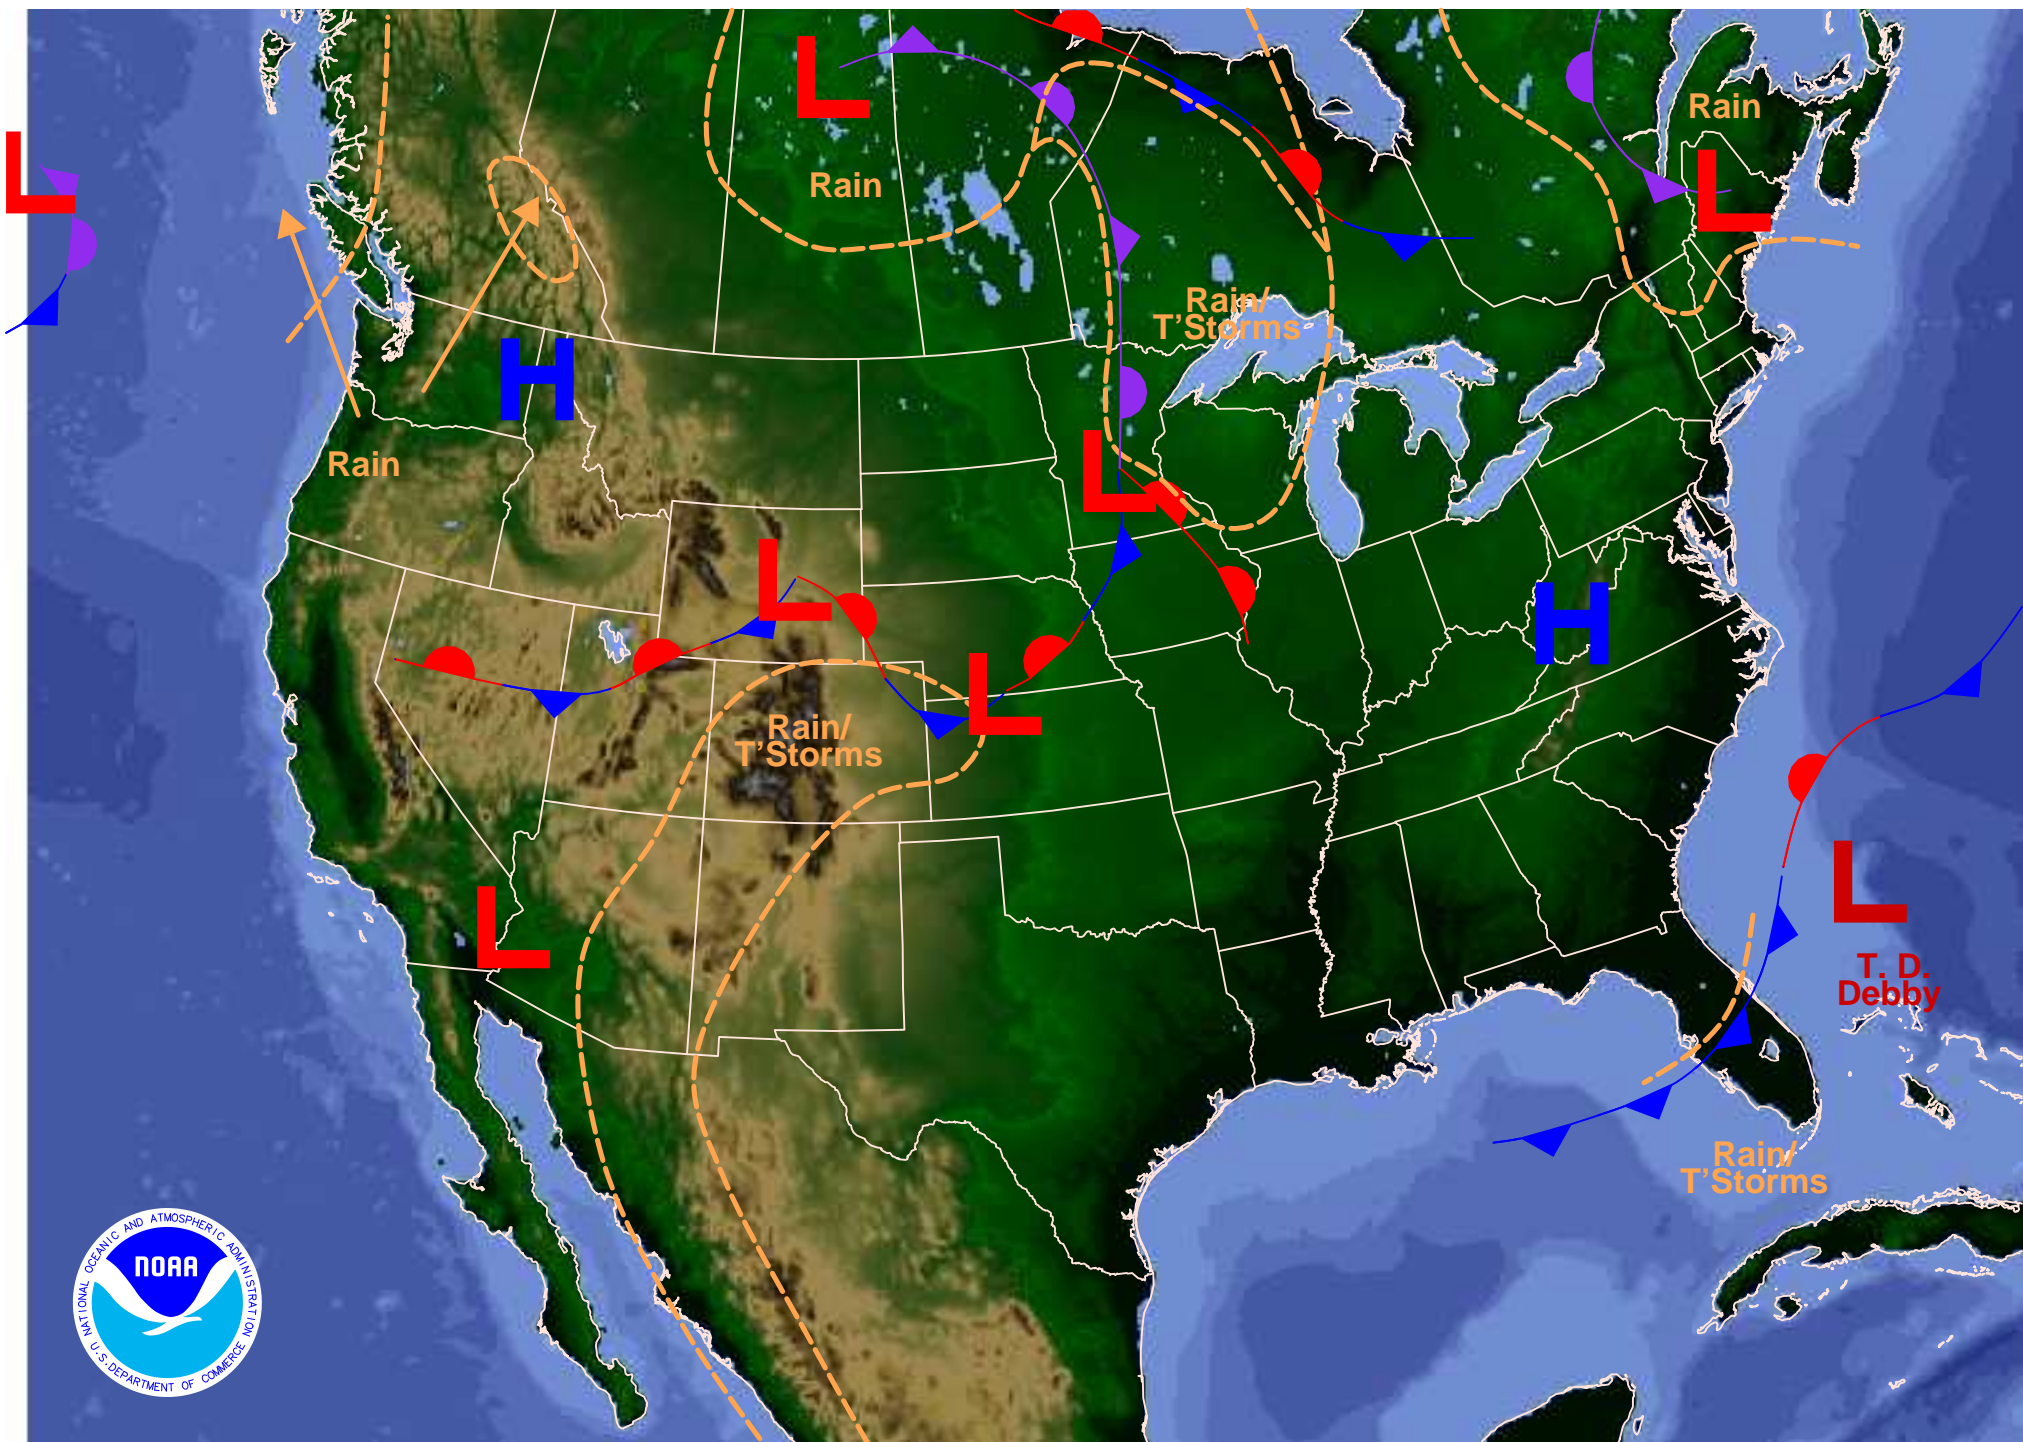 L
Rain
L
Rain
L
L
Rain/
T'Storms
H
L
Rain
L
H
L
Rain/
T'Storms
L
L
T. D.
Debby
Rain/
T'Storms
NATIONAL OCEANIC AND ATMOSPHERIC ADMINISTRATION
NOAA
U.S. DEPARTMENT OF COMMERCE